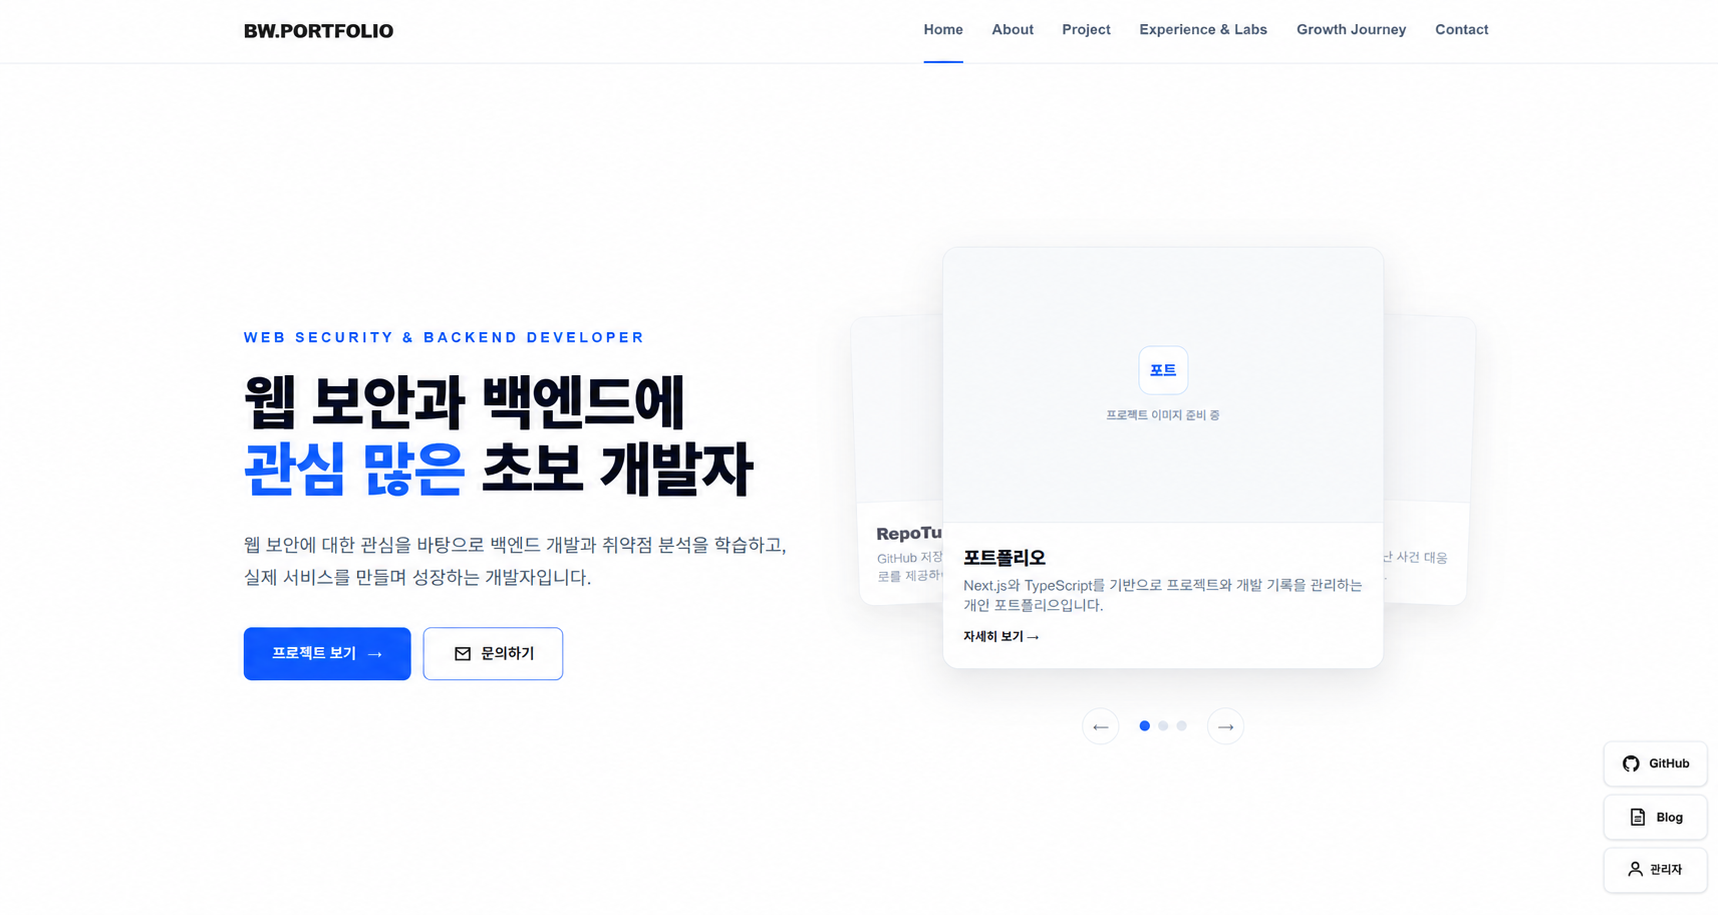 BW.PORTFOLIO
Home
About
Project
Experience & Labs
Growth Journey
Contact
WEB SECURITY & BACKEND DEVELOPER
웹 보안과 백엔드에
관심 많은 초보 개발자
웹 보안에 대한 관심을 바탕으로 백엔드 개발과 취약점 분석을 학습하고,
실제 서비스를 만들며 성장하는 개발자입니다.
프로젝트 보기 →
문의하기
RepoTu
GitHub 저장
로를 제공하
포트
프로젝트 이미지 준비 중
포트폴리오
Next.js와 TypeScript를 기반으로 프로젝트와 개발 기록을 관리하는
개인 포트폴리오입니다.
자세히 보기 →
난 사건 대응
.
← →
GitHub
Blog
관리자